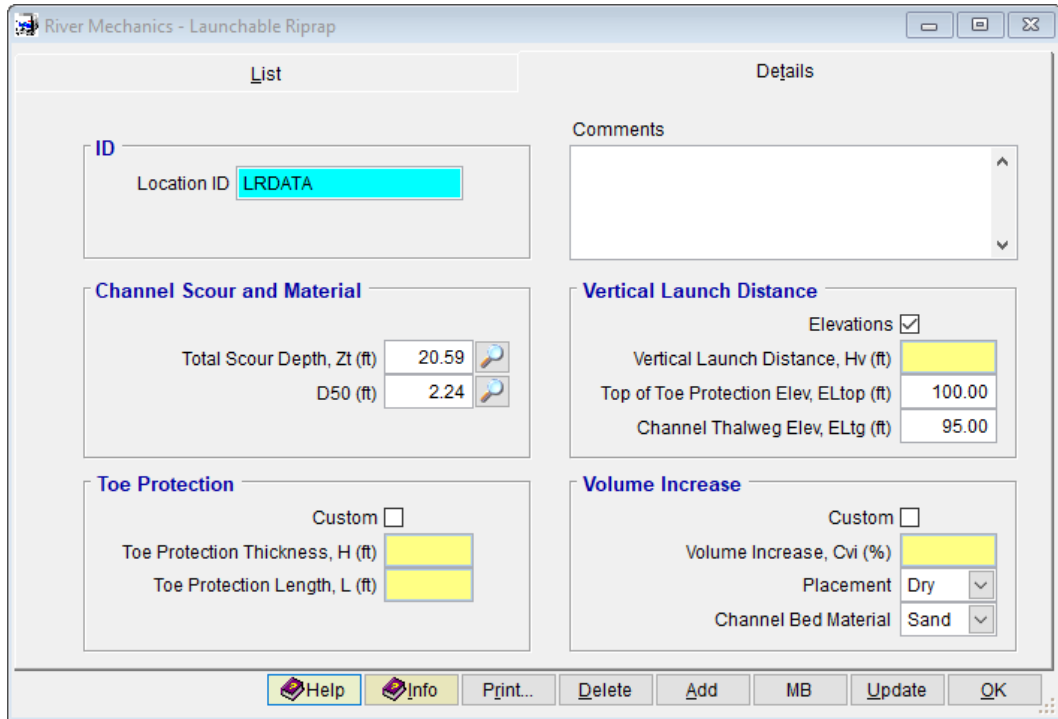 River Mechanics - Launchable Riprap
List
Details
ID
Location ID LRDATA
Comments
Channel Scour and Material
Total Scour Depth, Zt (ft) 20.59
D50 (ft) 2.24
Vertical Launch Distance
Elevations
Vertical Launch Distance, Hv (ft)
Top of Toe Protection Elev, ELtop (ft) 100.00
Channel Thalweg Elev, ELtg (ft) 95.00
Toe Protection
Custom
Toe Protection Thickness, H (ft)
Toe Protection Length, L (ft)
Volume Increase
Custom
Volume Increase, Cvi (%)
Placement Dry
Channel Bed Material Sand
Help Info Print... Delete Add MB Update OK